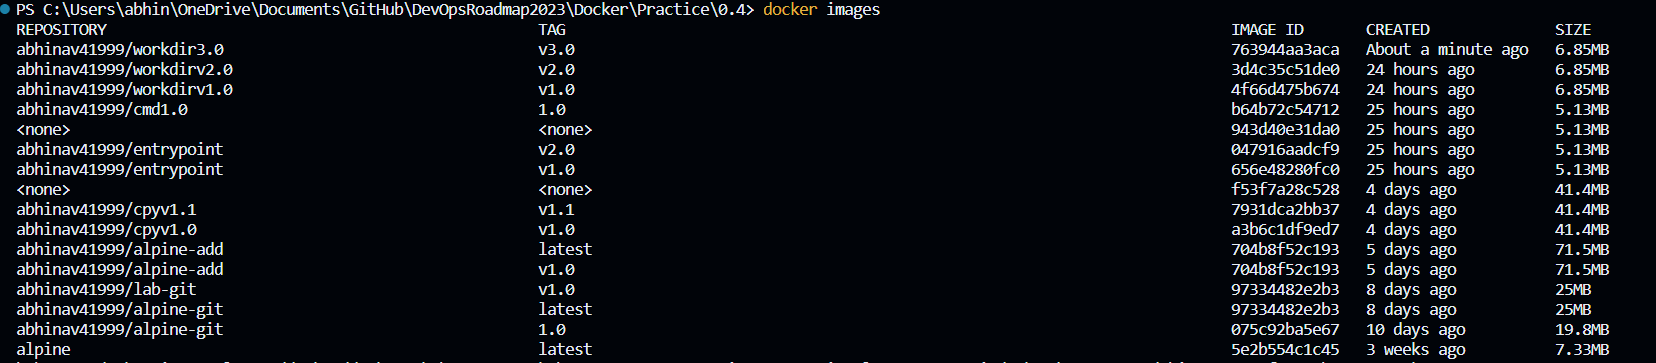 PS C:\Users\abhin\OneDrive\Documents\GitHub\DevOpsRoadmap2023\Docker\Practice\0.4> docker images
REPOSITORY TAG IMAGE ID CREATED SIZE
abhinav41999/workdir3.0 v3.0 763944aa3aca About a minute ago 6.85MB
abhinav41999/workdirv2.0 v2.0 3d4c35c51de0 24 hours ago 6.85MB
abhinav41999/workdirv1.0 v1.0 4f66d475b674 24 hours ago 6.85MB
abhinav41999/cmd1.0 1.0 b64b72c54712 25 hours ago 5.13MB
<none> <none> 943d40e31da0 25 hours ago 5.13MB
abhinav41999/entrypoint v2.0 047916aadcf9 25 hours ago 5.13MB
abhinav41999/entrypoint v1.0 656e48280fc0 25 hours ago 5.13MB
<none> <none> f53f7a28c528 4 days ago 41.4MB
abhinav41999/cpyv1.1 v1.1 7931dca2bb37 4 days ago 41.4MB
abhinav41999/cpyv1.0 v1.0 a3b6c1df9ed7 4 days ago 41.4MB
abhinav41999/alpine-add latest 704b8f52c193 5 days ago 71.5MB
abhinav41999/alpine-add v1.0 704b8f52c193 5 days ago 71.5MB
abhinav41999/lab-git v1.0 97334482e2b3 8 days ago 25MB
abhinav41999/alpine-git latest 97334482e2b3 8 days ago 25MB
abhinav41999/alpine-git 1.0 075c92ba5e67 10 days ago 19.8MB
alpine latest 5e2b554c1c45 3 weeks ago 7.33MB